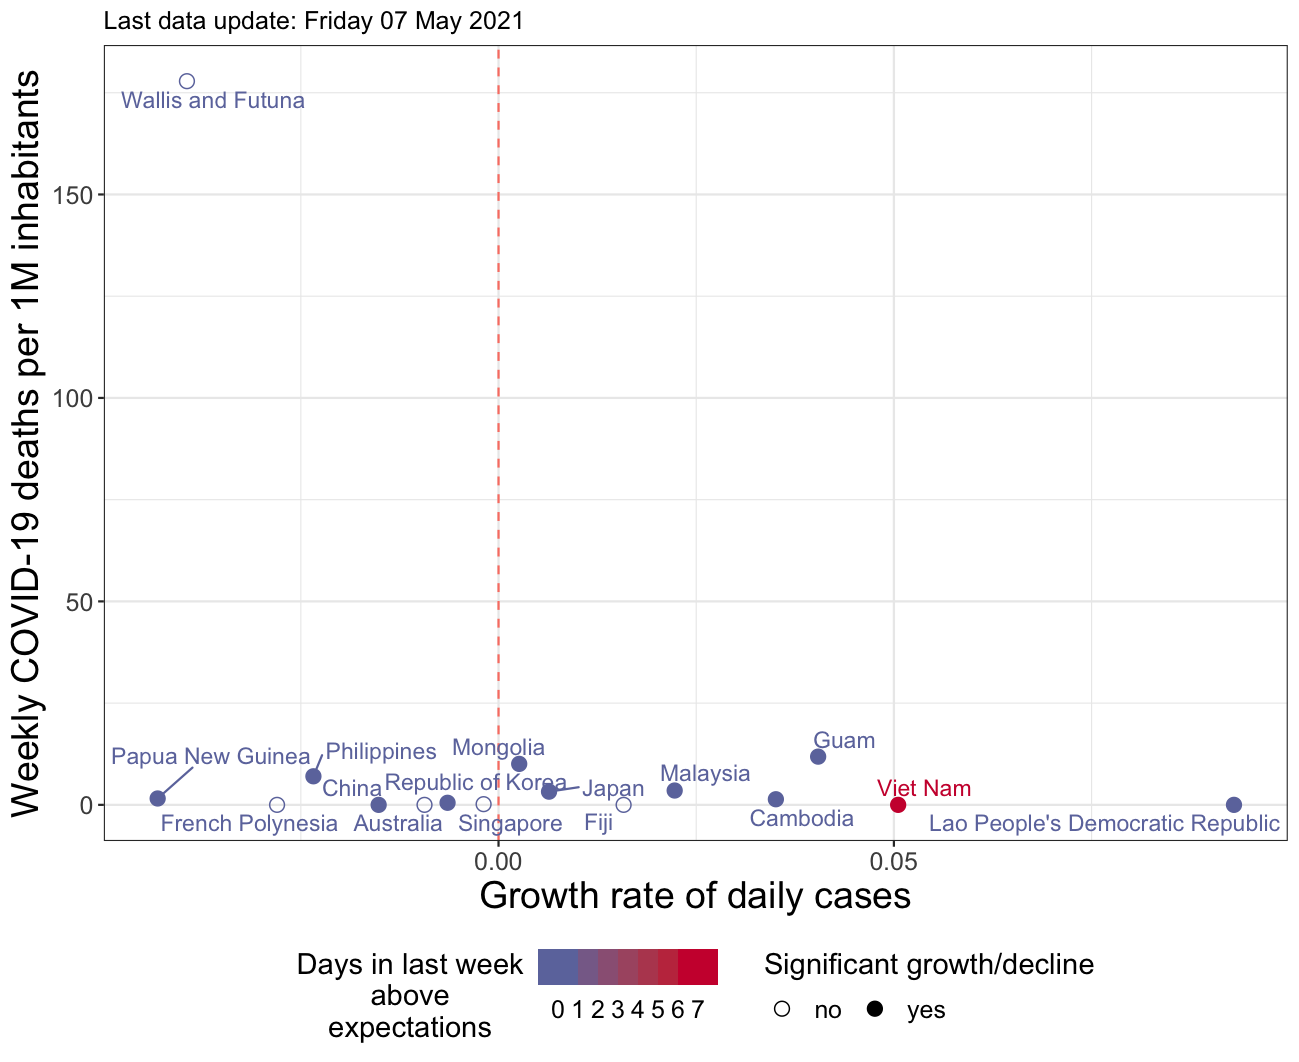 Last data update: Friday 07 May 2021
Weekly COVID-19 deaths per 1M inhabitants
150
100
50
0
Wallis and Futuna
Papua New Guinea
Philippines
Mongolia
Guam
China
Republic of Korea
Japan
Malaysia
Viet Nam
French Polynesia
Australia
Singapore
Fiji
Cambodia
Lao People's Democratic Republic
0.00
0.05
Growth rate of daily cases
Days in last week
above
expectations
0 1 2 3 4 5 6 7
Significant growth/decline
no
yes